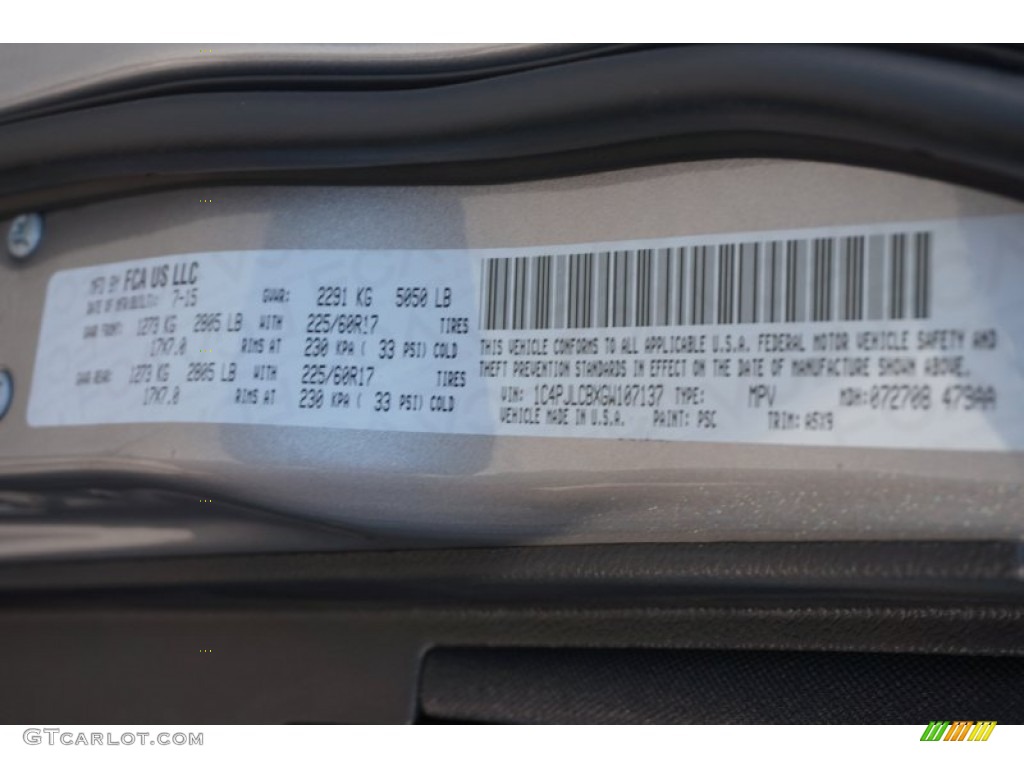 MFD BY FCA US LLC
DATE OF MFR/BUILT: 7-15 GVWR: 2291 KG 5050 LB
GAWR FRONT: 1273 KG 2805 LB WITH 225/60R17 TIRES
17X7.0 RIMS AT 230 KPA ( 33 PSI) COLD
GAWR REAR: 1273 KG 2805 LB WITH 225/60R17 TIRES
17X7.0 RIMS AT 230 KPA ( 33 PSI) COLD
THIS VEHICLE CONFORMS TO ALL APPLICABLE U.S.A. FEDERAL MOTOR VEHICLE SAFETY AND
THEFT PREVENTION STANDARDS IN EFFECT ON THE DATE OF MANUFACTURE SHOWN ABOVE.
VIN: 1C4PJLCBXGW107137 TYPE: MPV MDH:072708 479AA
VEHICLE MADE IN U.S.A. PAINT: PSC TRIM: A5X9
GTCarlot.com